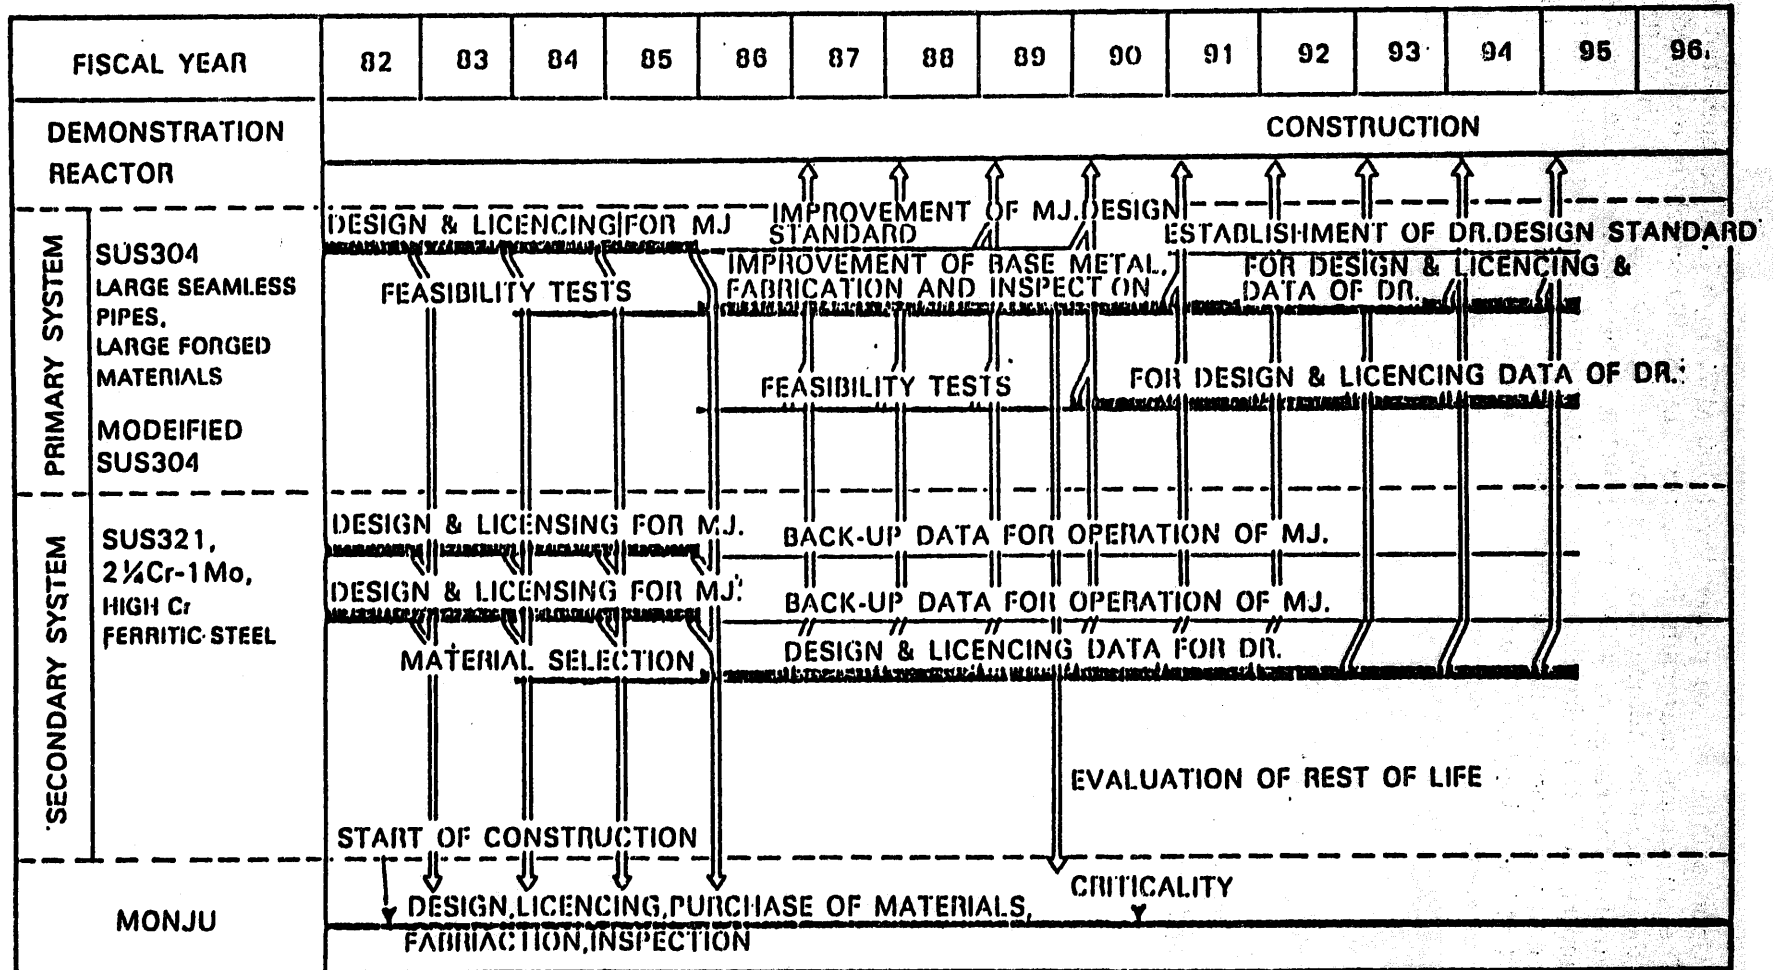 FISCAL YEAR 82 83 84 85 86 87 88 89 90 91 92 93 94 95 96
DEMONSTRATION
REACTOR
CONSTRUCTION
PRIMARY SYSTEM
SUS304
LARGE SEAMLESS
PIPES,
LARGE FORGED
MATERIALS
MODEIFIED
SUS304
DESIGN & LICENCING FOR MJ
IMPROVEMENT OF MJ. DESIGN
STANDARD
ESTABLISHMENT OF DR. DESIGN STANDARD
FEASIBILITY TESTS
IMPROVEMENT OF BASE METAL,
FABRICATION AND INSPECTION
FOR DESIGN & LICENCING &
DATA OF DR.
FEASIBILITY TESTS
FOR DESIGN & LICENCING DATA OF DR.
SECONDARY SYSTEM
SUS321,
2¼Cr-1Mo,
HIGH Cr
FERRITIC STEEL
DESIGN & LICENSING FOR MJ.
BACK-UP DATA FOR OPERATION OF MJ.
DESIGN & LICENSING FOR MJ.
BACK-UP DATA FOR OPERATION OF MJ.
MATERIAL SELECTION
DESIGN & LICENCING DATA FOR DR.
EVALUATION OF REST OF LIFE
START OF CONSTRUCTION
MONJU
CRITICALITY
DESIGN, LICENCING, PURCHASE OF MATERIALS,
FABRIACTION, INSPECTION